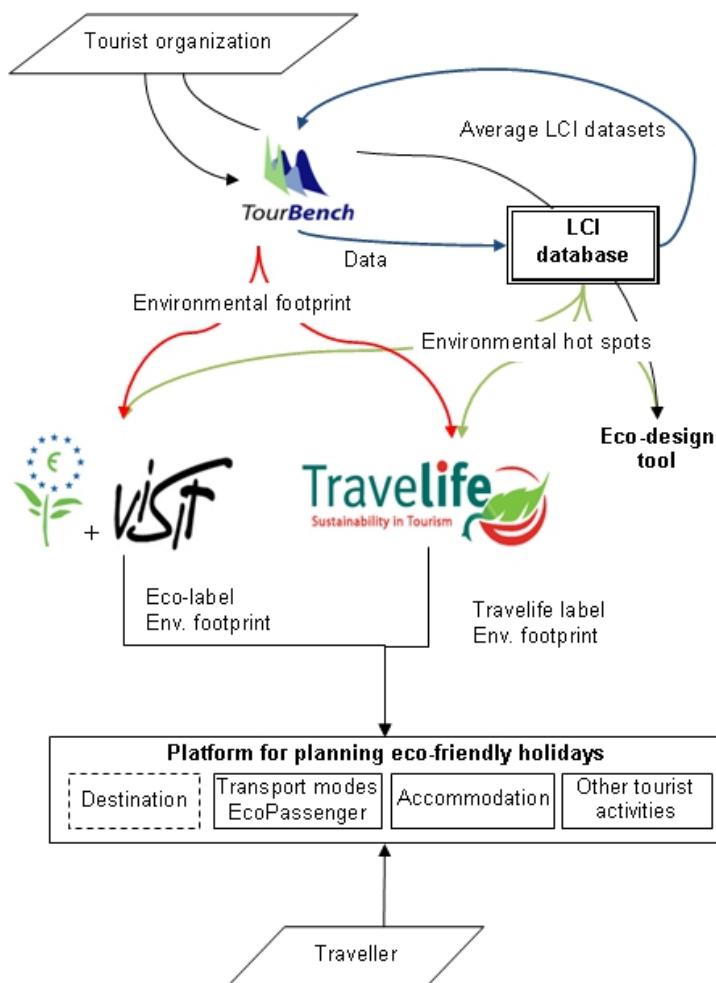 Tourist organization
Average LCI datasets
TourBench
LCI
database
Data
Environmental footprint
Environmental hot spots
Eco-design
tool
€
+
ViSiT
Travelife
Sustainability in Tourism
Eco-label
Env. footprint
Travelife label
Env. footprint
Platform for planning eco-friendly holidays
Destination
Transport modes
EcoPassenger
Accommodation
Other tourist
activities
Traveller